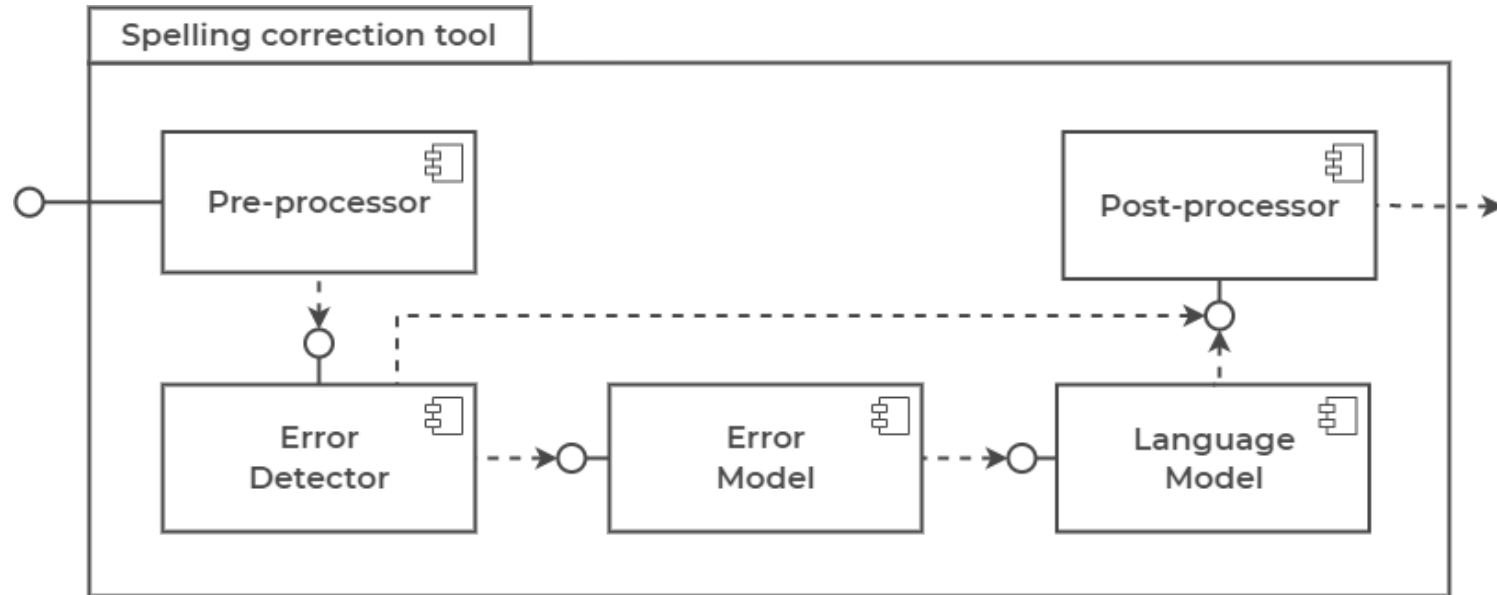 Spelling correction tool
Pre-processor
Post-processor
Error
Detector
Error
Model
Language
Model